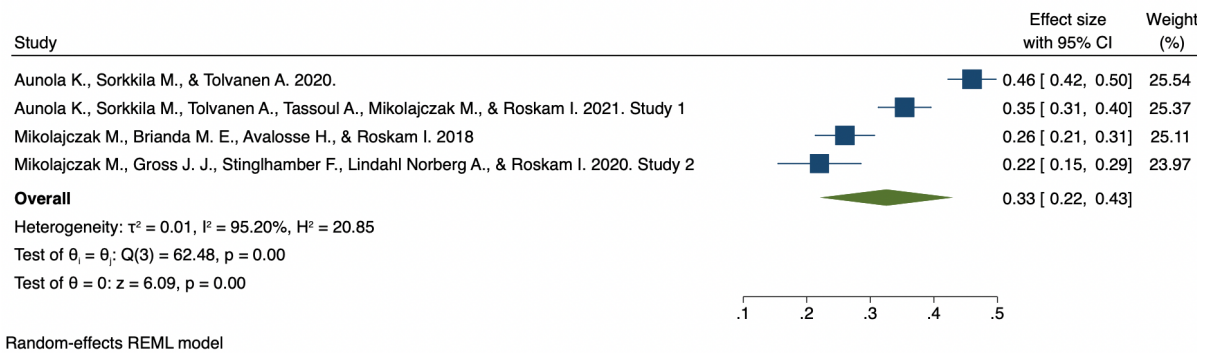 Effect size Weight
Study with 95% CI (%)
Aunola K., Sorkkila M., & Tolvanen A. 2020. 0.46 [ 0.42, 0.50] 25.54
Aunola K., Sorkkila M., Tolvanen A., Tassoul A., Mikolajczak M., & Roskam I. 2021. Study 1 0.35 [ 0.31, 0.40] 25.37
Mikolajczak M., Brianda M. E., Avalosse H., & Roskam I. 2018 0.26 [ 0.21, 0.31] 25.11
Mikolajczak M., Gross J. J., Stinglhamber F., Lindahl Norberg A., & Roskam I. 2020. Study 2 0.22 [ 0.15, 0.29] 23.97
Overall 0.33 [ 0.22, 0.43]
Heterogeneity: τ² = 0.01, I² = 95.20%, H² = 20.85
Test of θᵢ = θⱼ: Q(3) = 62.48, p = 0.00
Test of θ = 0: z = 6.09, p = 0.00
.1 .2 .3 .4 .5
Random-effects REML model